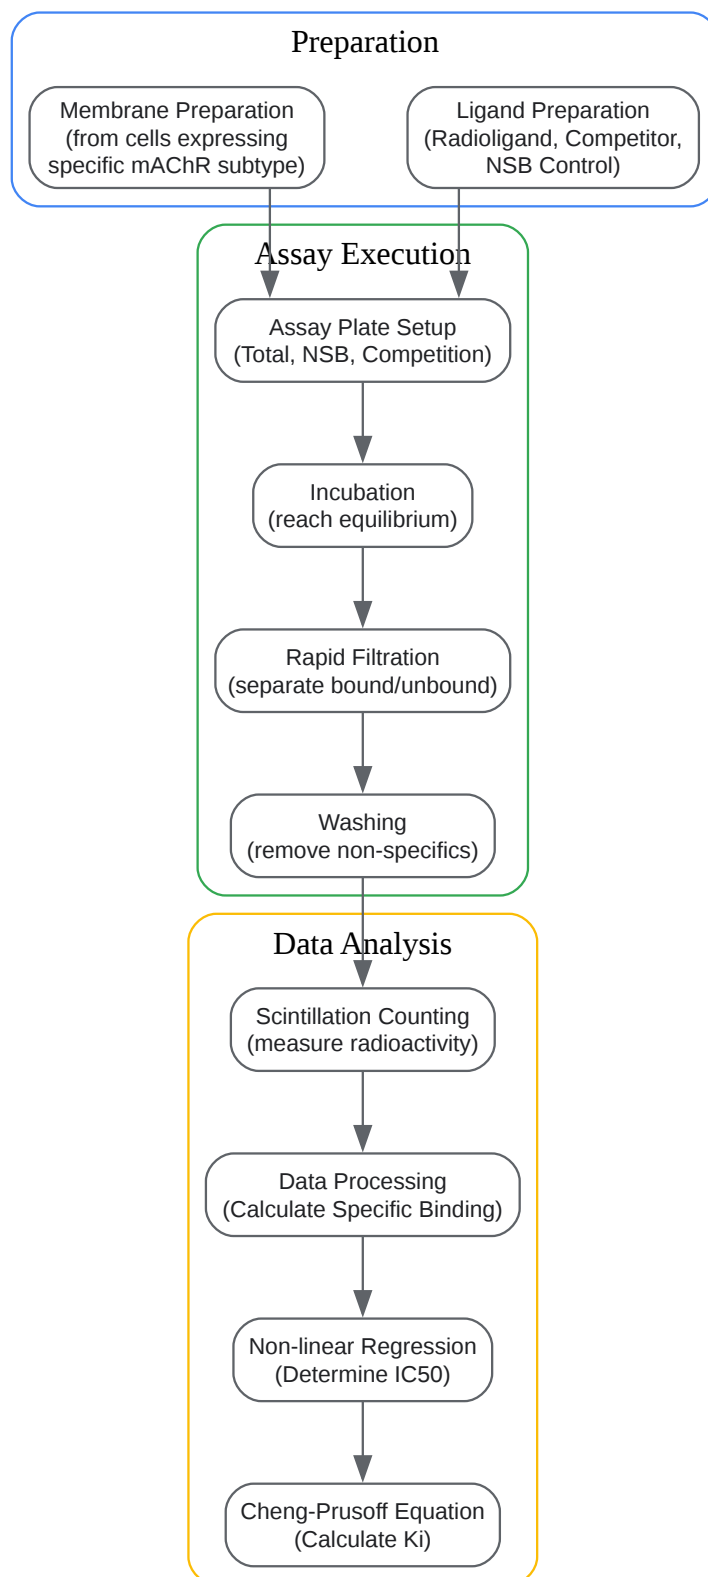 Preparation
Membrane Preparation
(from cells expressing
specific mAChR subtype)
Ligand Preparation
(Radioligand, Competitor,
NSB Control)
Assay Execution
Assay Plate Setup
(Total, NSB, Competition)
Incubation
(reach equilibrium)
Rapid Filtration
(separate bound/unbound)
Washing
(remove non-specifics)
Data Analysis
Scintillation Counting
(measure radioactivity)
Data Processing
(Calculate Specific Binding)
Non-linear Regression
(Determine IC50)
Cheng-Prusoff Equation
(Calculate Ki)